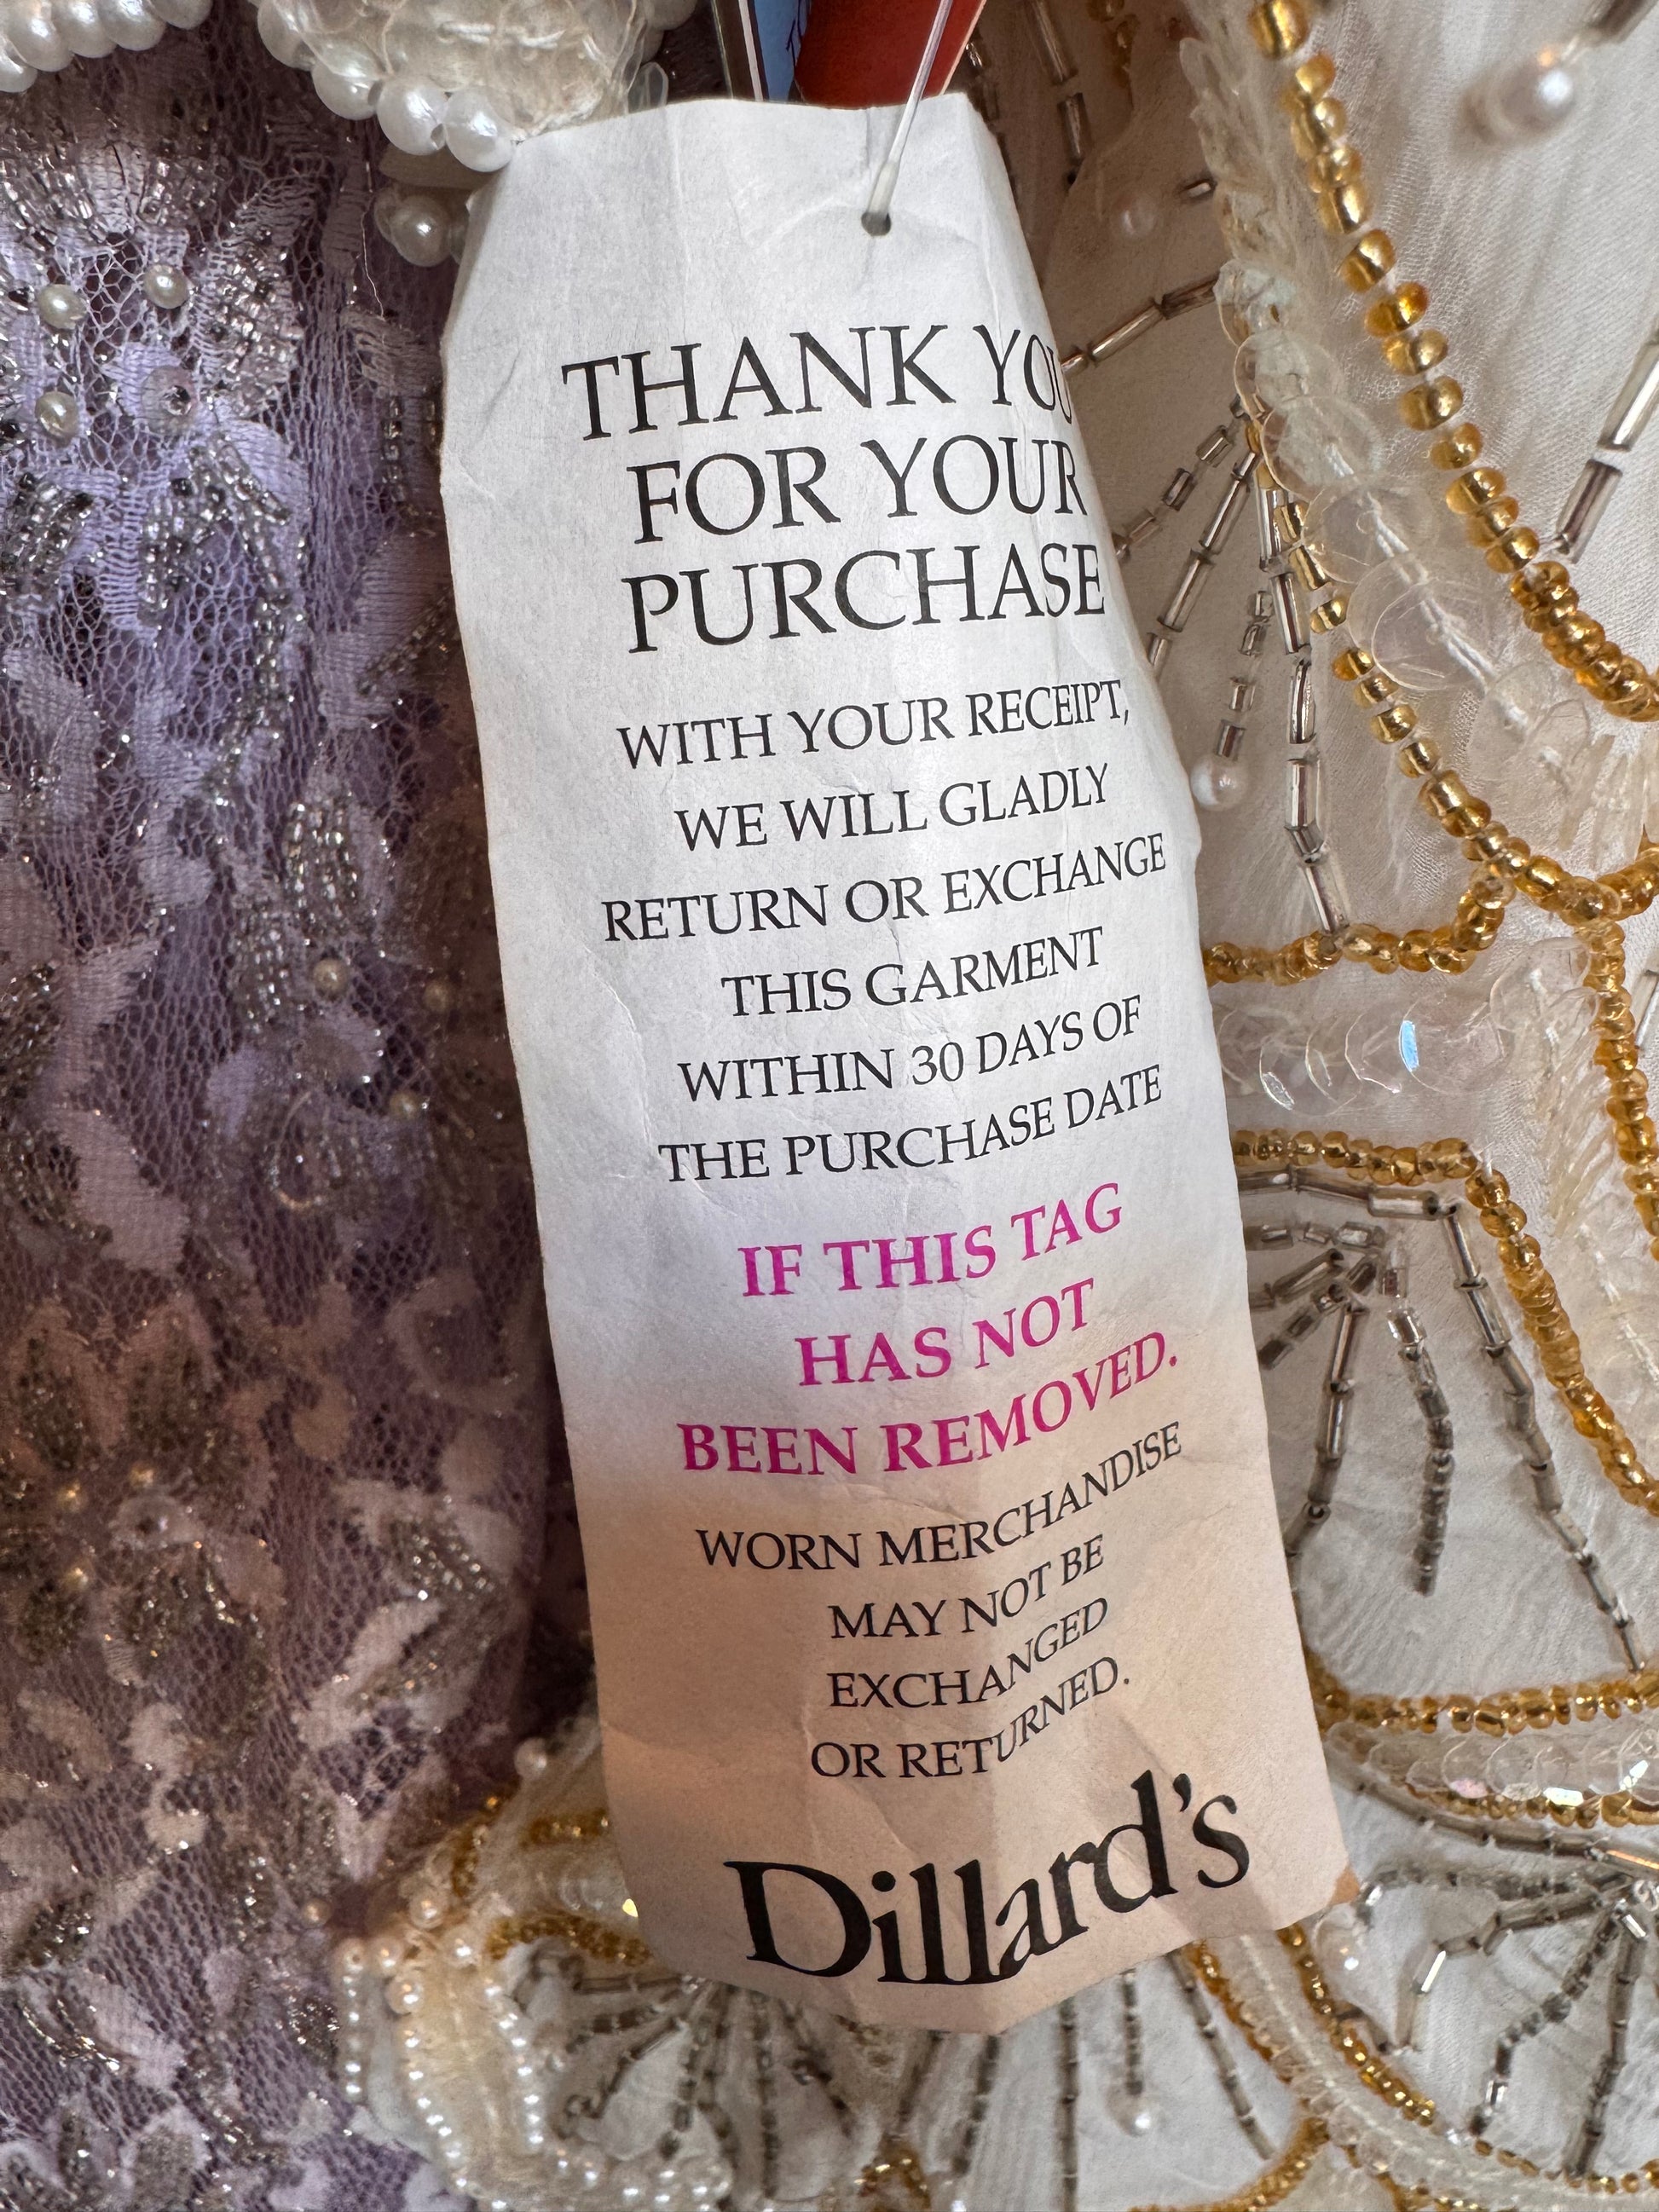 THANK YOU
FOR YOUR
PURCHASE
WITH YOUR RECEIPT,
WE WILL GLADLY
RETURN OR EXCHANGE
THIS GARMENT
WITHIN 30 DAYS OF
THE PURCHASE DATE
IF THIS TAG
HAS NOT
BEEN REMOVED.
WORN MERCHANDISE
MAY NOT BE
EXCHANGED
OR RETURNED.
Dillard's